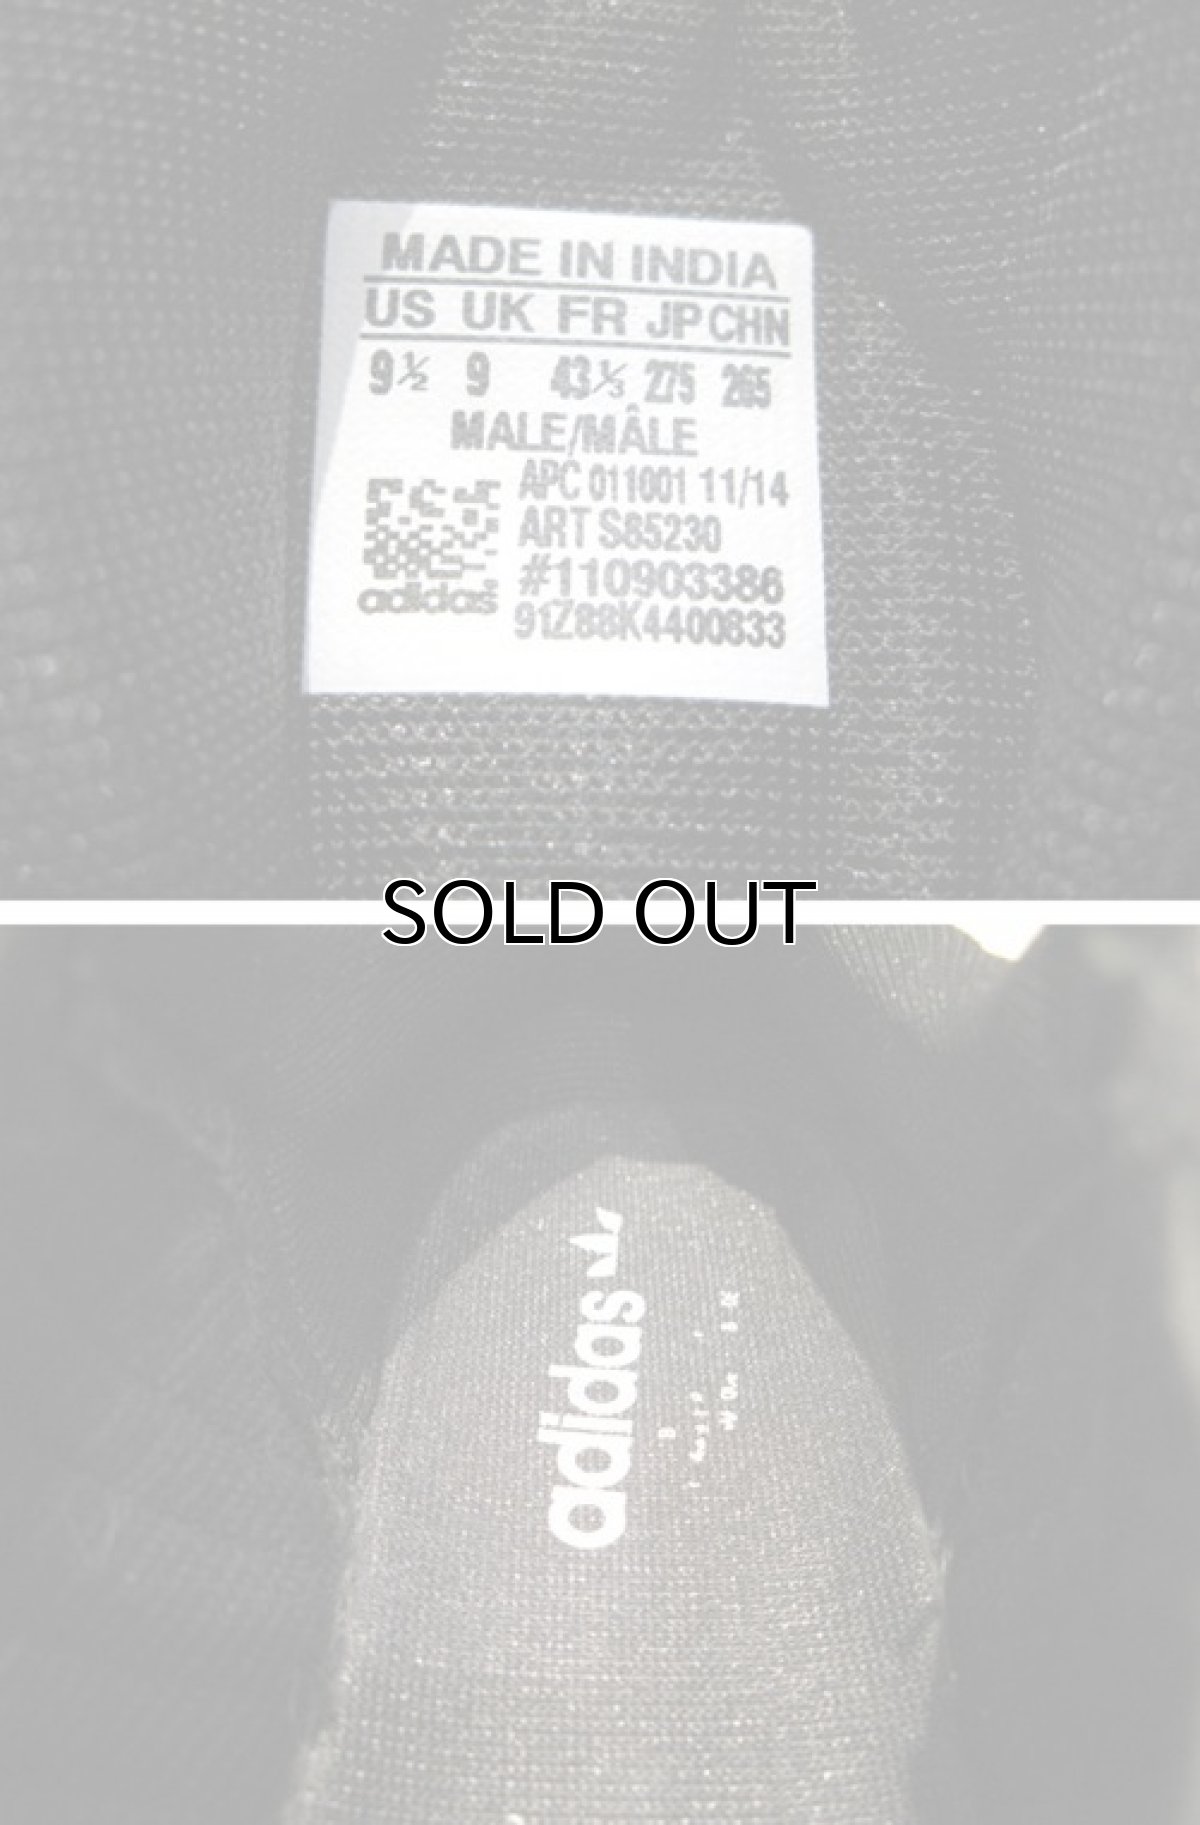 MADE IN INDIA
US UK FR JP CHN
9½ 9 43⅓ 275 265
MALE/MÂLE
APC 011001 11/14
ART S85230
#110903386
91Z88K4400833
adidas
SOLD OUT
adidas